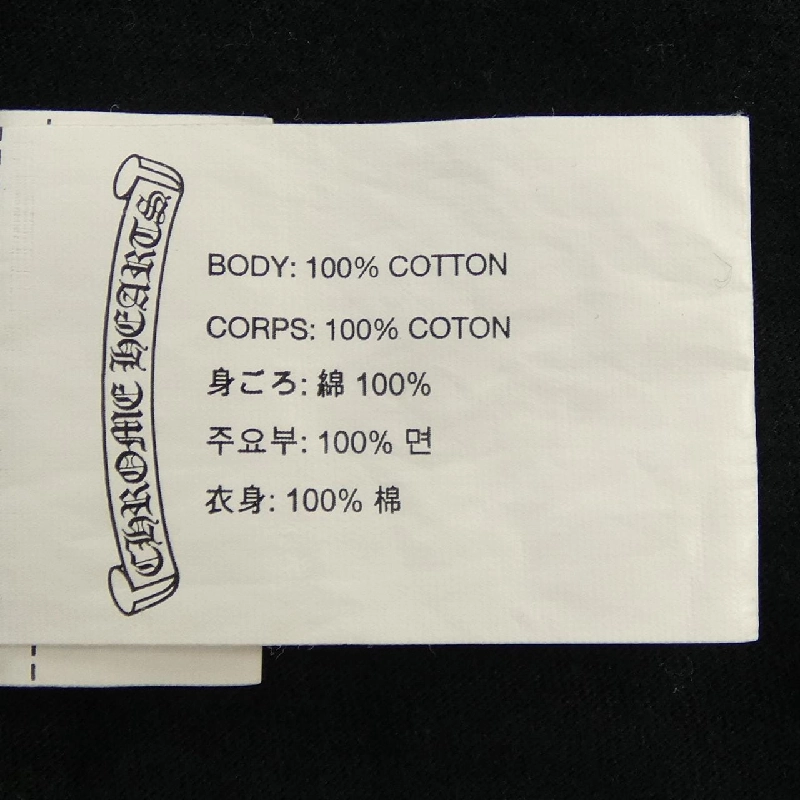 CHROME HEARTS
BODY: 100% COTTON
CORPS: 100% COTON
身ごろ: 綿 100%
주요부: 100% 면
衣身: 100% 棉